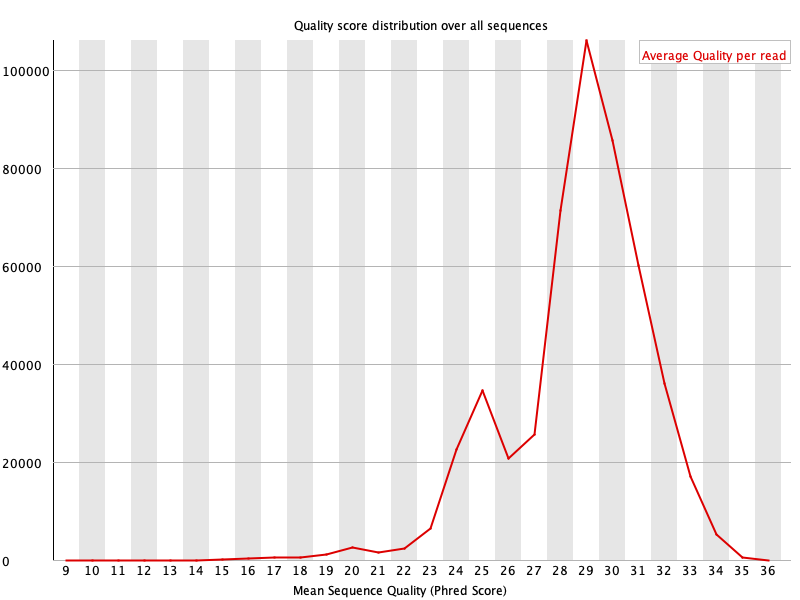 Quality score distribution over all sequences
Average Quality per read
100000
80000
60000
40000
20000
0
9 10 11 12 13 14 15 16 17 18 19 20 21 22 23 24 25 26 27 28 29 30 31 32 33 34 35 36
Mean Sequence Quality (Phred Score)